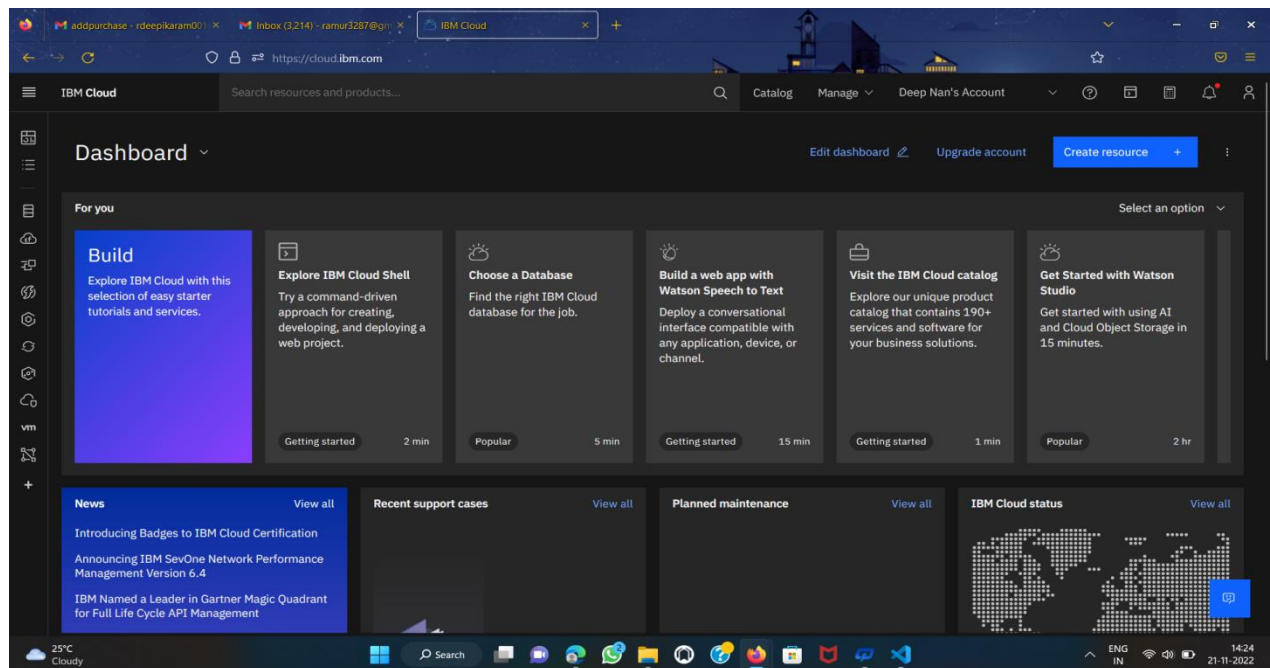 addpurchase - rdeepikaram001
Inbox (3,214) - ramur3287@gm
IBM Cloud
https://cloud.ibm.com
IBM Cloud
Search resources and products...
Catalog
Manage
Deep Nan's Account
Dashboard
Edit dashboard
Upgrade account
Create resource +
For you
Select an option
Build
Explore IBM Cloud with this
selection of easy starter
tutorials and services.
Explore IBM Cloud Shell
Try a command-driven
approach for creating,
developing, and deploying a
web project.
Getting started
2 min
Choose a Database
Find the right IBM Cloud
database for the job.
Popular
5 min
Build a web app with
Watson Speech to Text
Deploy a conversational
interface compatible with
any application, device, or
channel.
Getting started
15 min
Visit the IBM Cloud catalog
Explore our unique product
catalog that contains 190+
services and software for
your business solutions.
Getting started
1 min
Get Started with Watson
Studio
Get started with using AI
and Cloud Object Storage in
15 minutes.
Popular
2 hr
vm
News
View all
Introducing Badges to IBM Cloud Certification
Announcing IBM SevOne Network Performance
Management Version 6.4
IBM Named a Leader in Gartner Magic Quadrant
for Full Life Cycle API Management
Recent support cases
View all
Planned maintenance
View all
IBM Cloud status
View all
25°C
Cloudy
Search
ENG
IN
14:24
21-11-2022